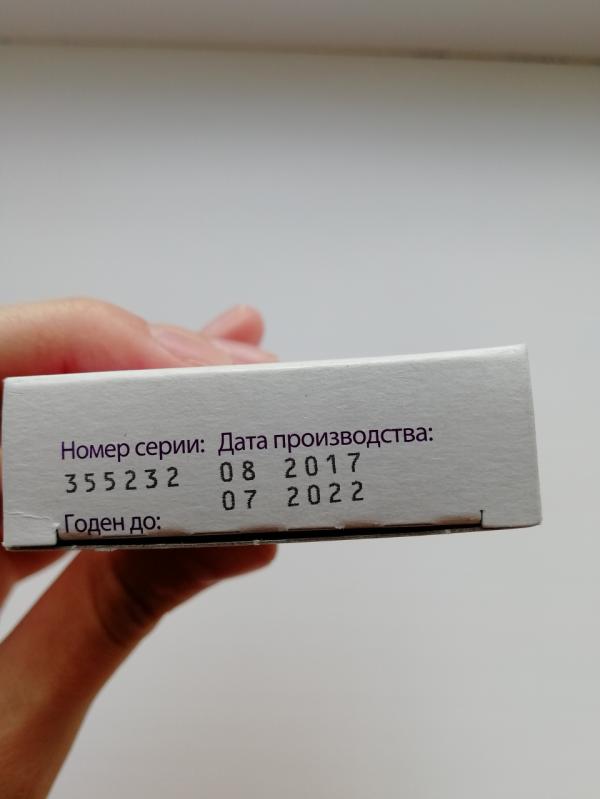 Номер серии: Дата производства:
355232 08 2017
07 2022
Годен до: